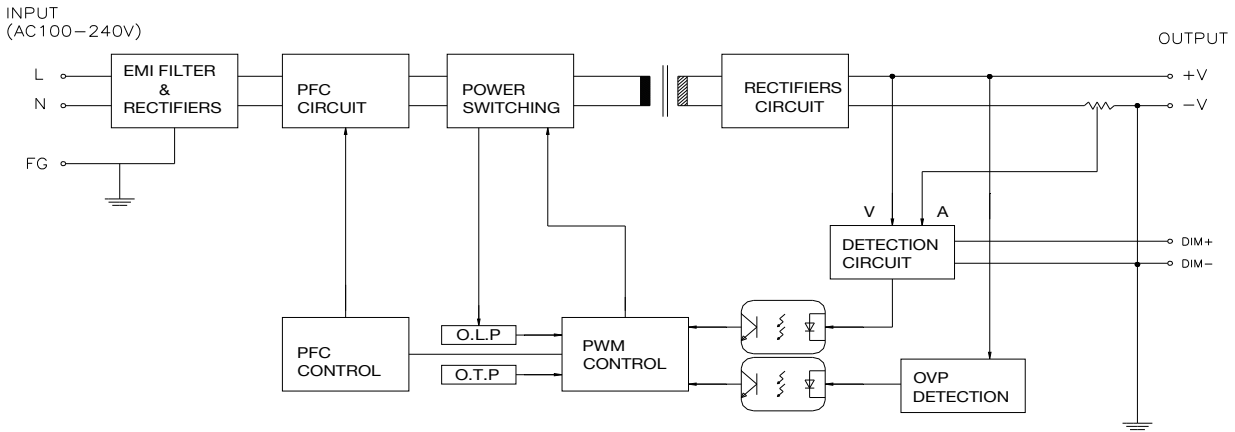 INPUT
(AC100-240V)
OUTPUT
L
N
FG
EMI FILTER
&
RECTIFIERS
PFC
CIRCUIT
POWER
SWITCHING
RECTIFIERS
CIRCUIT
+V
-V
V
A
DETECTION
CIRCUIT
DIM+
DIM-
PFC
CONTROL
O.L.P
O.T.P
PWM
CONTROL
OVP
DETECTION